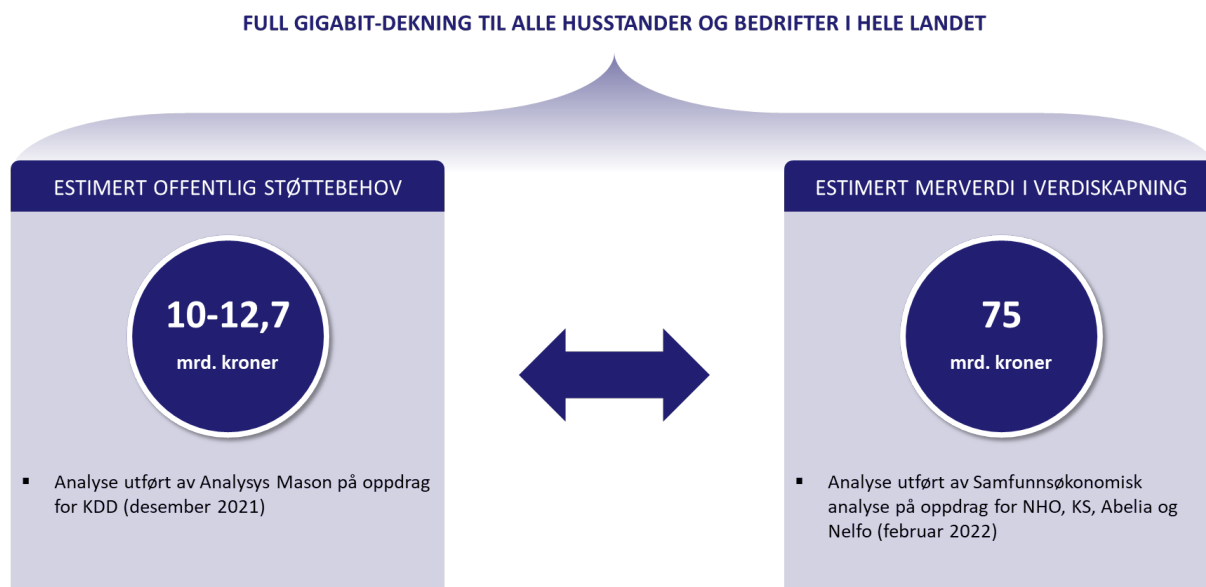 FULL GIGABIT-DEKNING TIL ALLE HUSSTANDER OG BEDRIFTER I HELE LANDET
ESTIMERT OFFENTLIG STØTTEBEHOV
10-12,7
mrd. kroner
▪ Analyse utført av Analysys Mason på oppdrag
for KDD (desember 2021)
ESTIMERT MERVERDI I VERDISKAPNING
75
mrd. kroner
▪ Analyse utført av Samfunnsøkonomisk
analyse på oppdrag for NHO, KS, Abelia og
Nelfo (februar 2022)